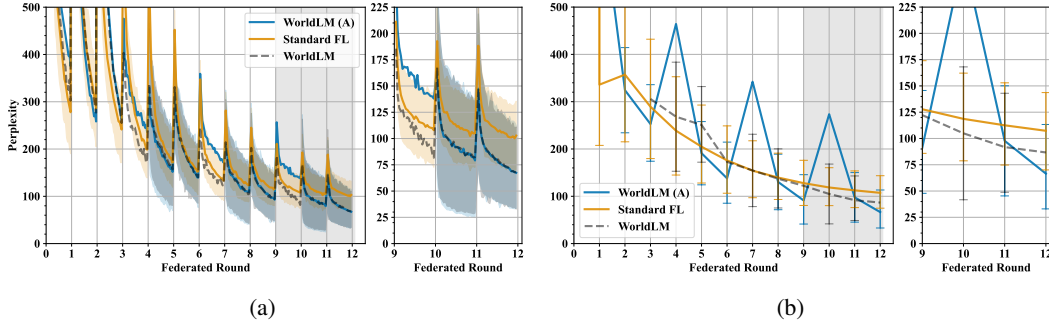 500
400
300
200
100
0
Perplexity
WorldLM (A)
Standard FL
WorldLM
0 1 2 3 4 5 6 7 8 9 10 11 12
Federated Round
225
200
175
150
125
100
75
50
25
0
9 10 11 12
Federated Round
(a)
500
400
300
200
100
0
WorldLM (A)
Standard FL
WorldLM
0 1 2 3 4 5 6 7 8 9 10 11 12
Federated Round
225
200
175
150
125
100
75
50
25
0
9 10 11 12
Federated Round
(b)